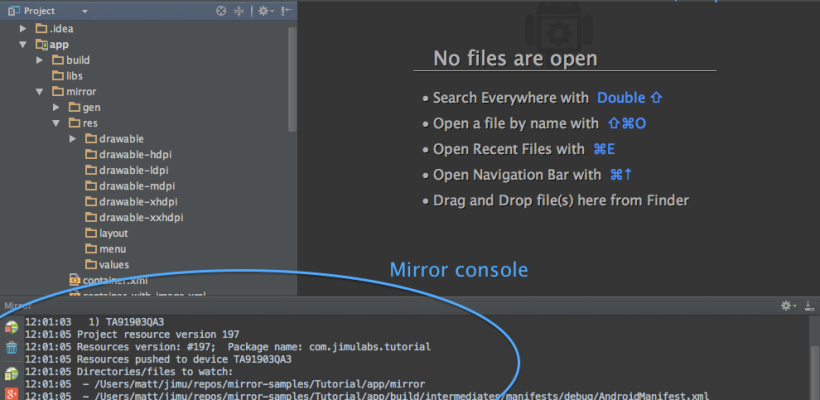 Project
.idea
app
build
libs
mirror
gen
res
drawable
drawable-hdpi
drawable-ldpi
drawable-mdpi
drawable-xhdpi
drawable-xxhdpi
layout
menu
values
container.xml
container_with_image.xml
No files are open
• Search Everywhere with Double ⇧
• Open a file by name with ⇧⌘O
• Open Recent Files with ⌘E
• Open Navigation Bar with ⌘↑
• Drag and Drop file(s) here from Finder
Mirror console
Mirror
12:01:03 1) TA91903QA3
12:01:05 Project resource version 197
12:01:05 Resources version: #197; Package name: com.jimulabs.tutorial
12:01:05 Resources pushed to device TA91903QA3
12:01:05 Directories/files to watch:
12:01:05 - /Users/matt/jimu/repos/mirror-samples/Tutorial/app/mirror
12:01:05 - /Users/matt/jimu/repos/mirror-samples/Tutorial/app/build/intermediates/manifests/debug/AndroidManifest.xml